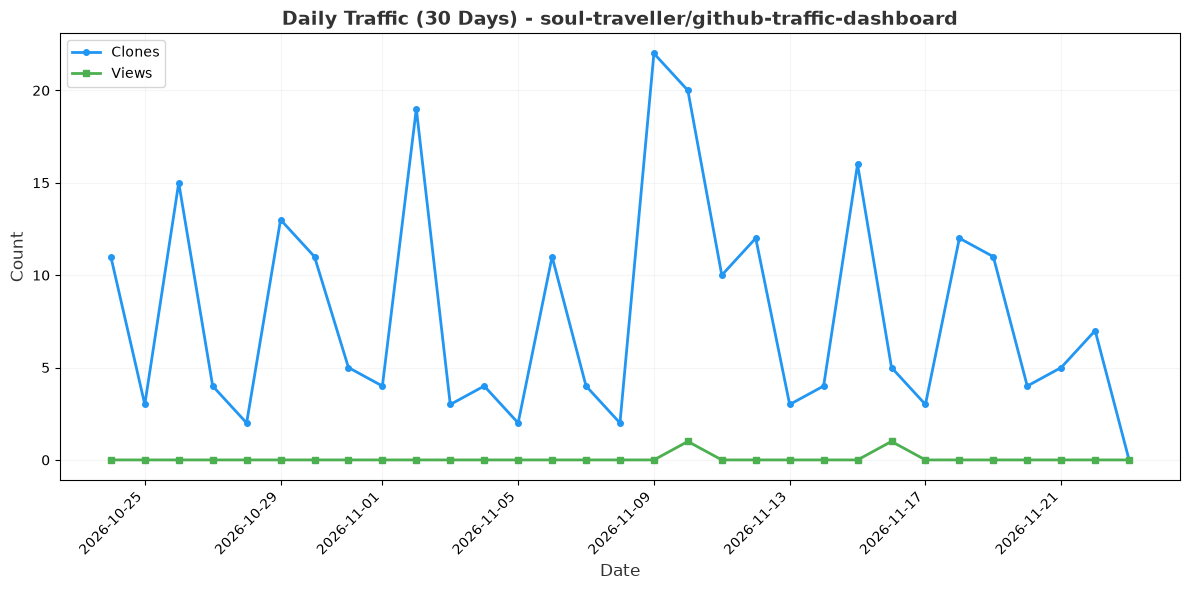 Daily Traffic (30 Days) - soul-traveller/github-traffic-dashboard
Clones
Views
Count
20
15
10
5
0
2026-10-25
2026-10-29
2026-11-01
2026-11-05
2026-11-09
2026-11-13
2026-11-17
2026-11-21
Date